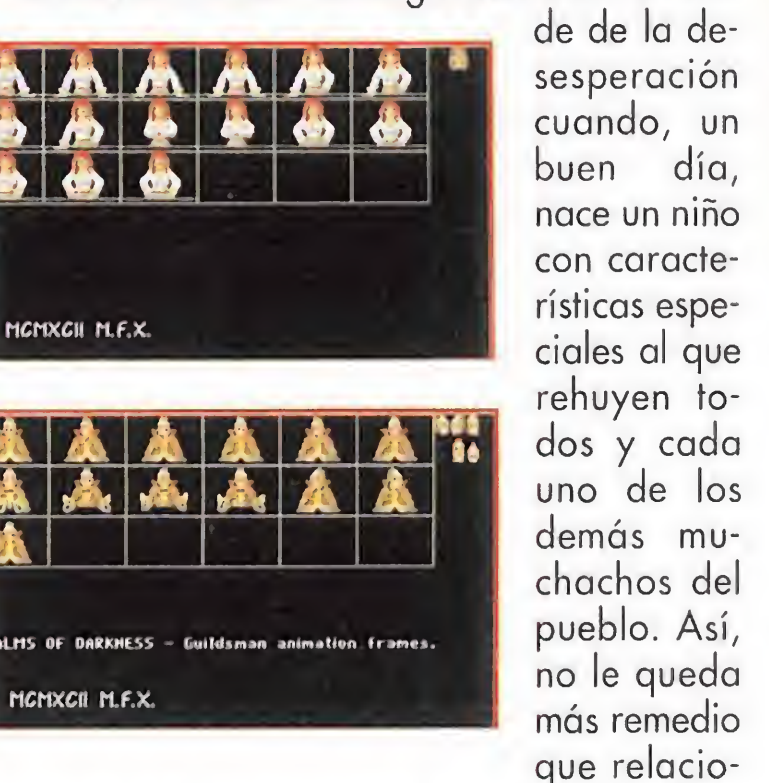 MCMXCII M.F.X.
LMS OF DARKNESS – Guildsman animation frames.
MCMXCII M.F.X.
de de la de-
sesperación
cuando, un
buen día,
nace un niño
con caracte-
rísticas espe-
ciales al que
rehuyen to-
dos y cada
uno de los
demás mu-
chachos del
pueblo. Así,
no le queda
más remedio
que relacio-